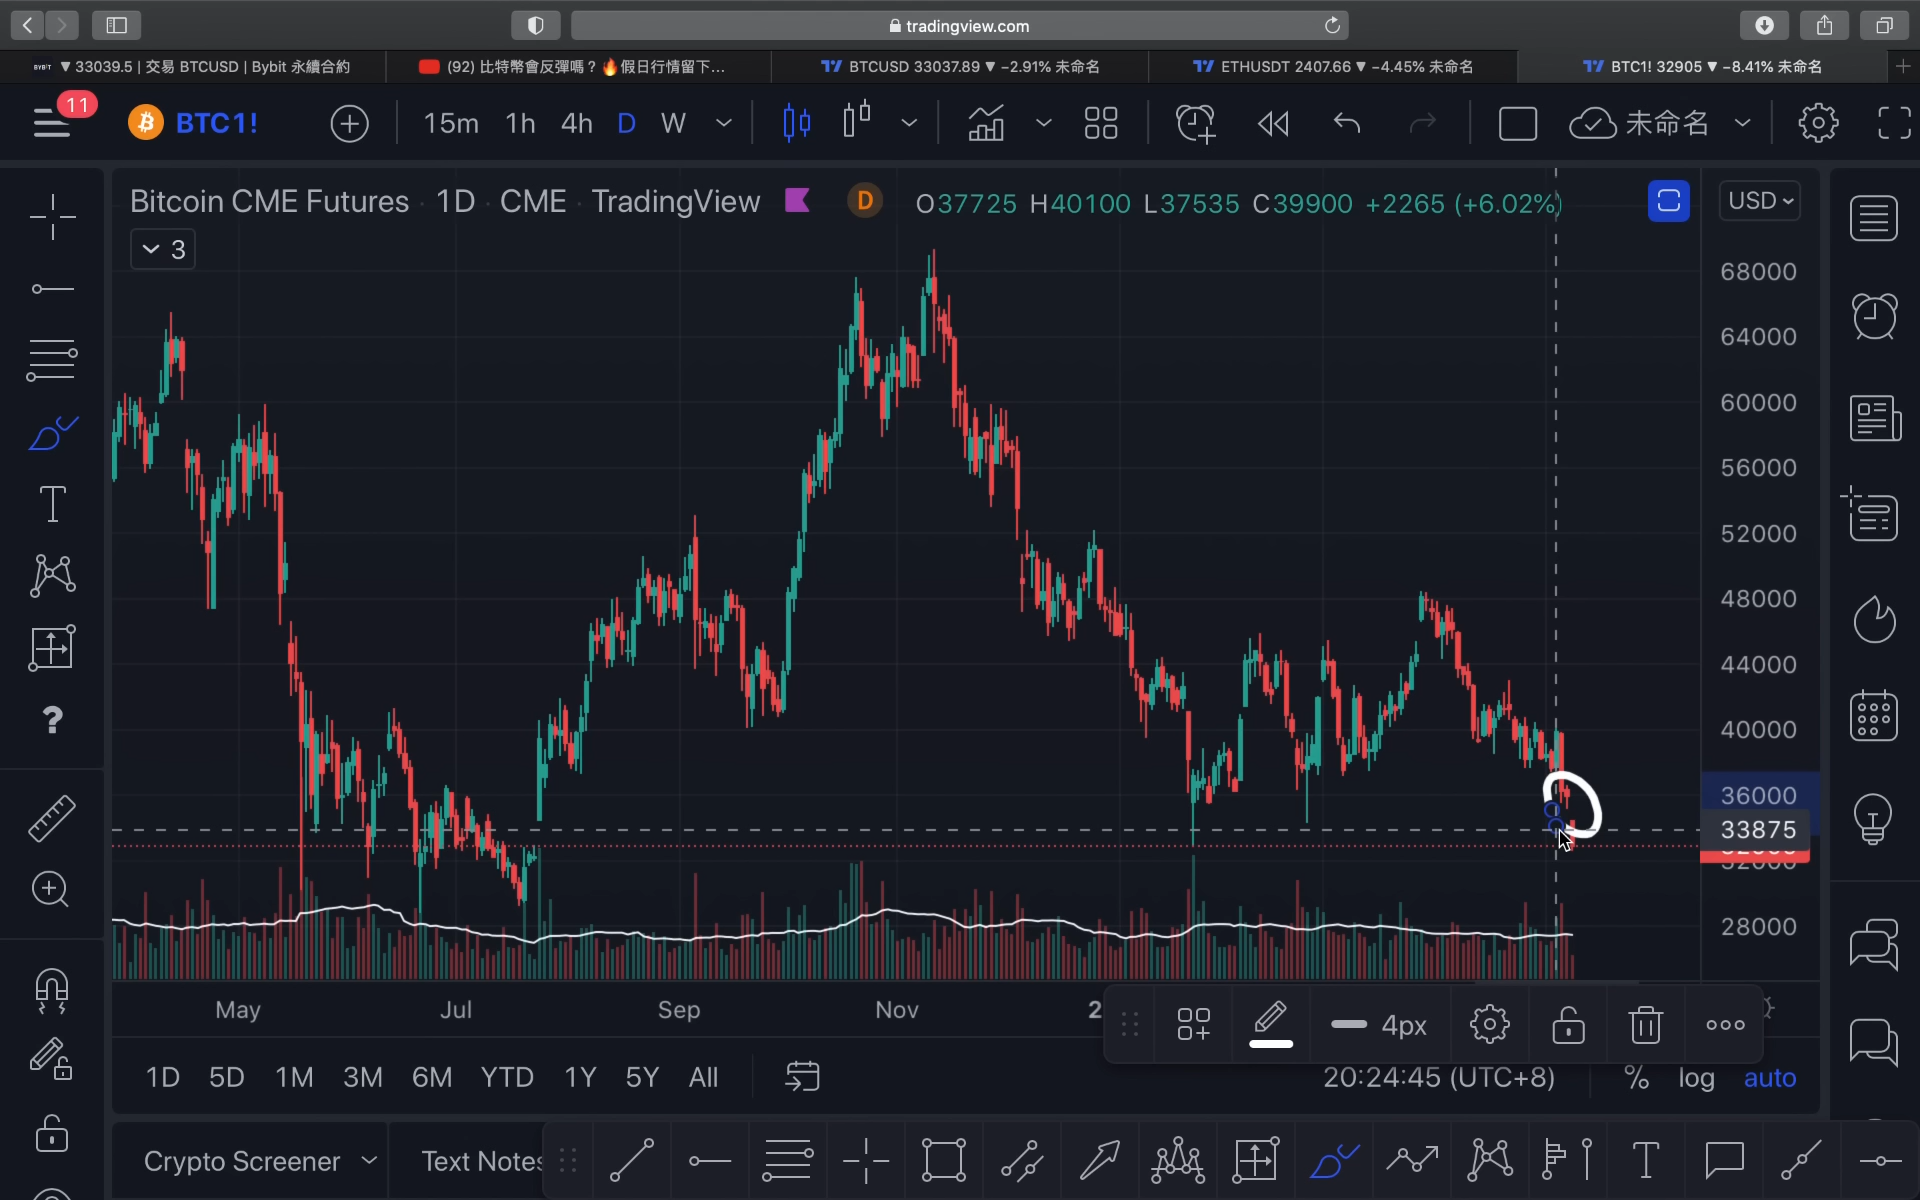 tradingview.com
BYBIT ▼33039.5 | 交易 BTCUSD | Bybit 永續合約
(92) 比特幣會反彈嗎？🔥假日行情留下...
BTCUSD 33037.89 ▼ −2.91% 未命名
ETHUSDT 2407.66 ▼ −4.45% 未命名
BTC1! 32905 ▼ −8.41% 未命名
11
BTC1!
15m 1h 4h D W
未命名
Bitcoin CME Futures · 1D · CME · TradingView
D
O37725 H40100 L37535 C39900 +2265 (+6.02%)
USD
3
68000
64000
60000
56000
52000
48000
44000
40000
36000
33875
28000
May Jul Sep Nov 2
4px
1D 5D 1M 3M 6M YTD 1Y 5Y All
20:24:45 (UTC+8) % log auto
Crypto Screener
Text Notes